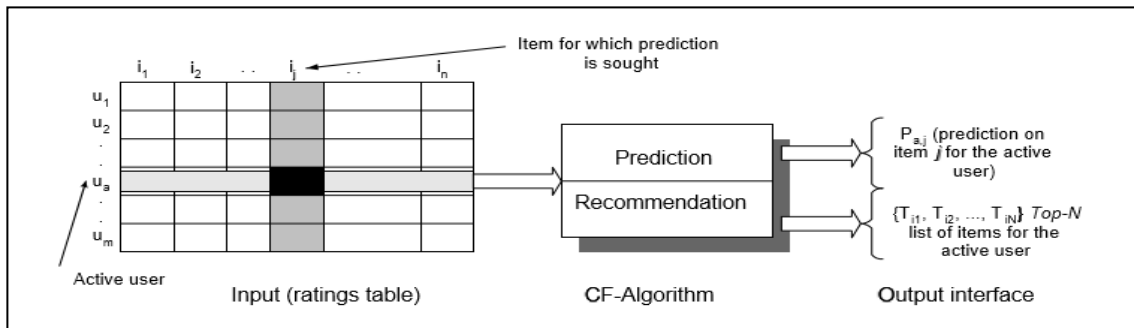 Item for which prediction
is sought
i1 i2 . . ij . . in
u1
u2
.
.
ua
.
.
um
Active user
Input (ratings table)
Prediction
Recommendation
CF-Algorithm
Pa,j (prediction on
item j for the active
user)
{Ti1, Ti2, ..., TiN} Top-N
list of items for the
active user
Output interface